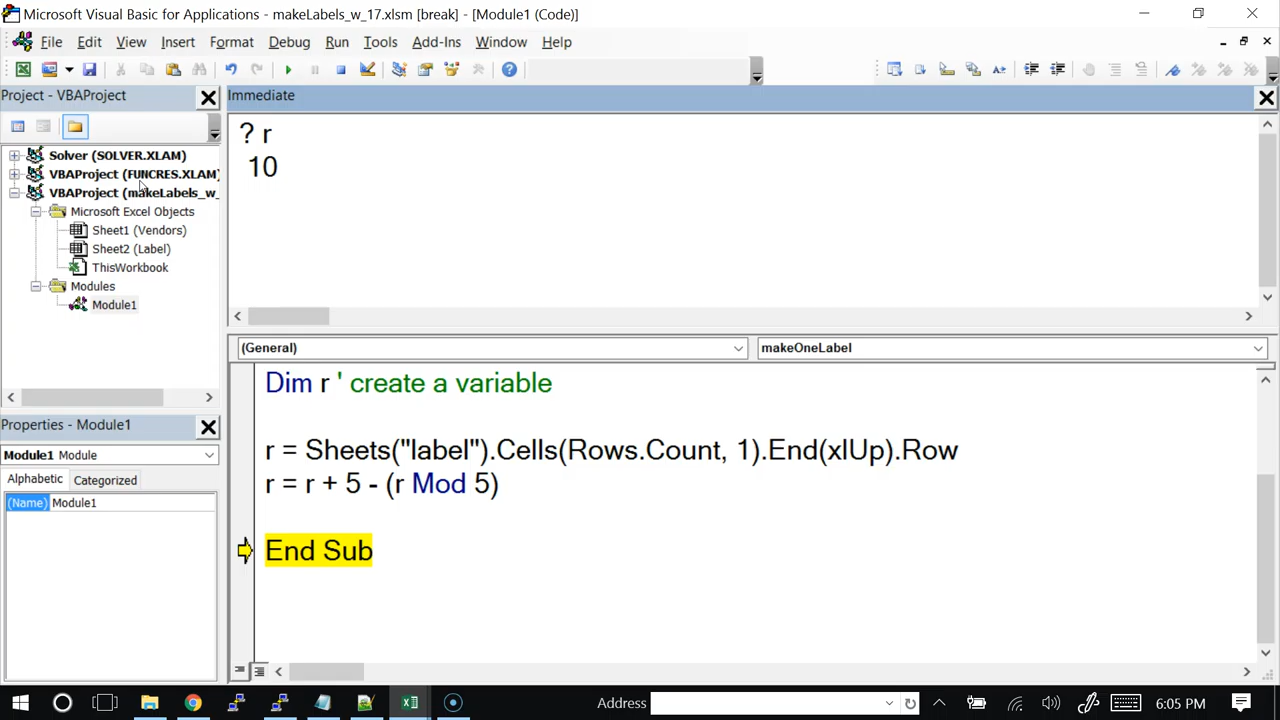 Microsoft Visual Basic for Applications - makeLabels_w_17.xlsm [break] - [Module1 (Code)]
File Edit View Insert Format Debug Run Tools Add-Ins Window Help
Project - VBAProject
Immediate
Solver (SOLVER.XLAM)
VBAProject (FUNCRES.XLAM)
VBAProject (makeLabels_w_
Microsoft Excel Objects
Sheet1 (Vendors)
Sheet2 (Label)
ThisWorkbook
Modules
Module1
? r
10
(General)
makeOneLabel
Dim r ' create a variable
r = Sheets("label").Cells(Rows.Count, 1).End(xlUp).Row
r = r + 5 - (r Mod 5)
End Sub
Properties - Module1
Module1 Module
Alphabetic Categorized
(Name) Module1
Address
6:05 PM